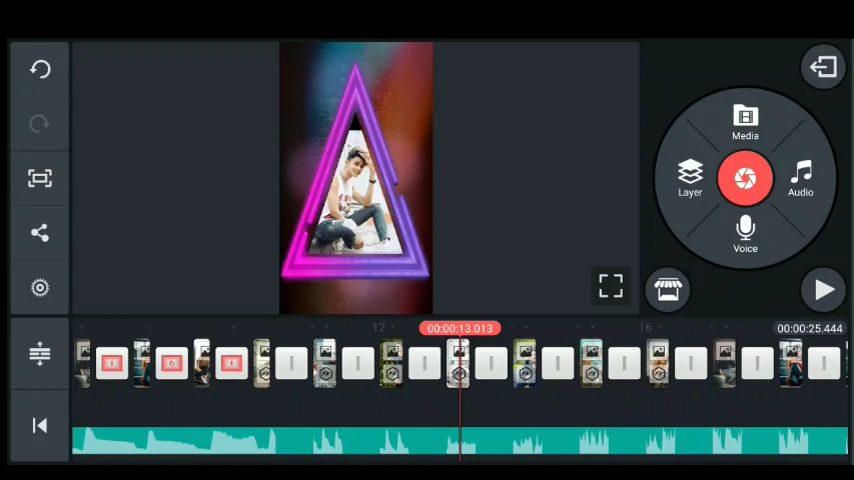 Media
Layer
Audio
Voice
12
00:00:13.013
16
00:00:25.444